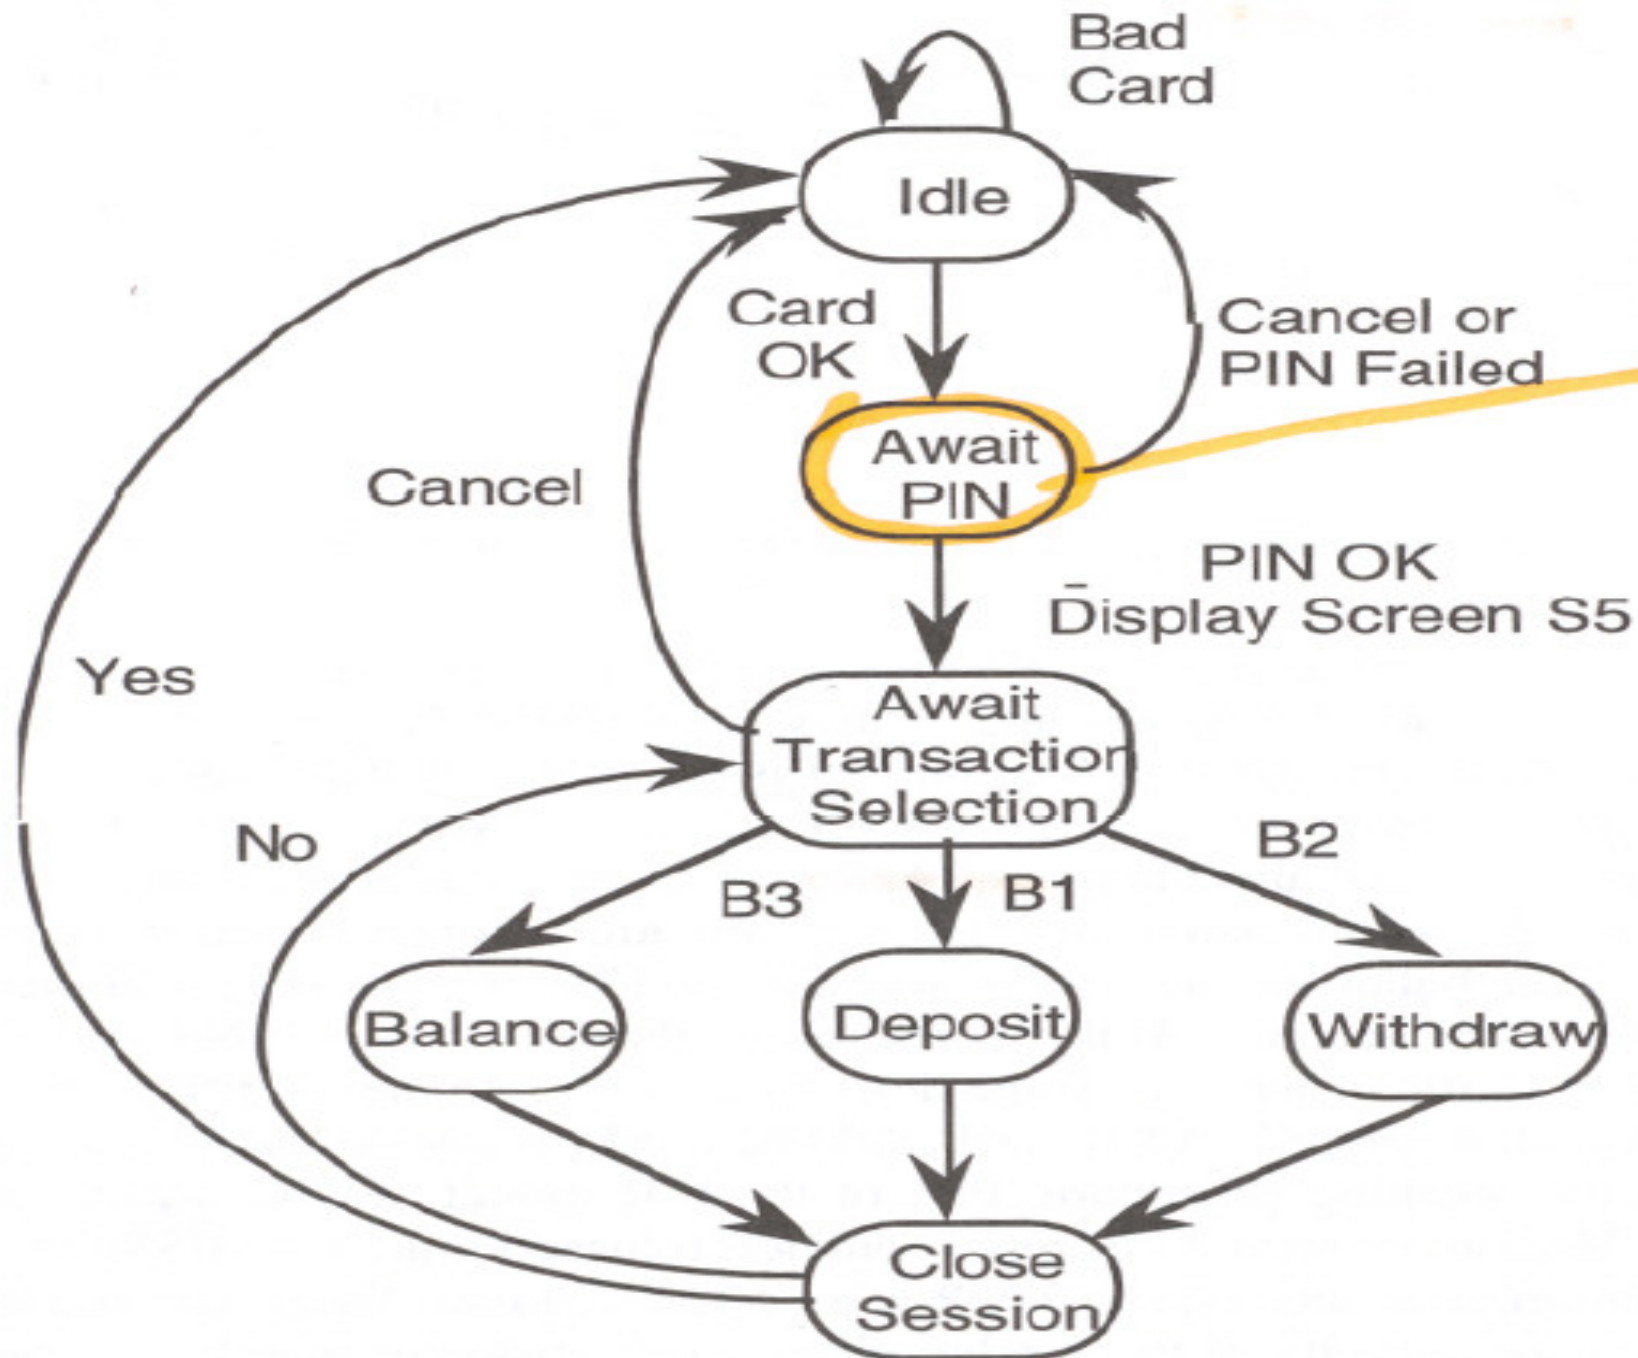 Bad
Card
Idle
Card
OK
Cancel or
PIN Failed
Await
PIN
Cancel
PIN OK
Display Screen S5
Yes
Await
Transaction
Selection
No
B3
B1
B2
Balance
Deposit
Withdraw
Close
Session